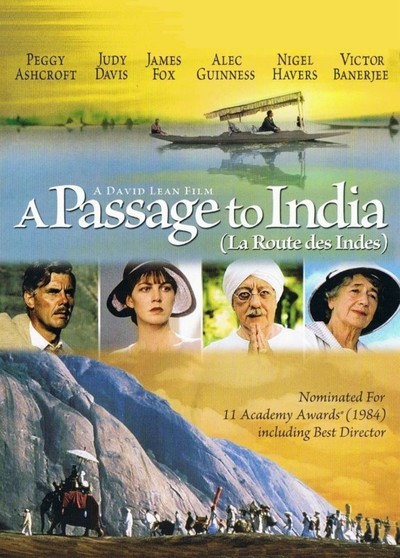 PEGGY JUDY JAMES ALEC NIGEL VICTOR
ASHCROFT DAVIS FOX GUINNESS HAVERS BANERJEE
A DAVID LEAN FILM
A PASSAGE TO INDIA
(La Route des Indes)
Nominated For
11 Academy Awards® (1984)
including Best Director